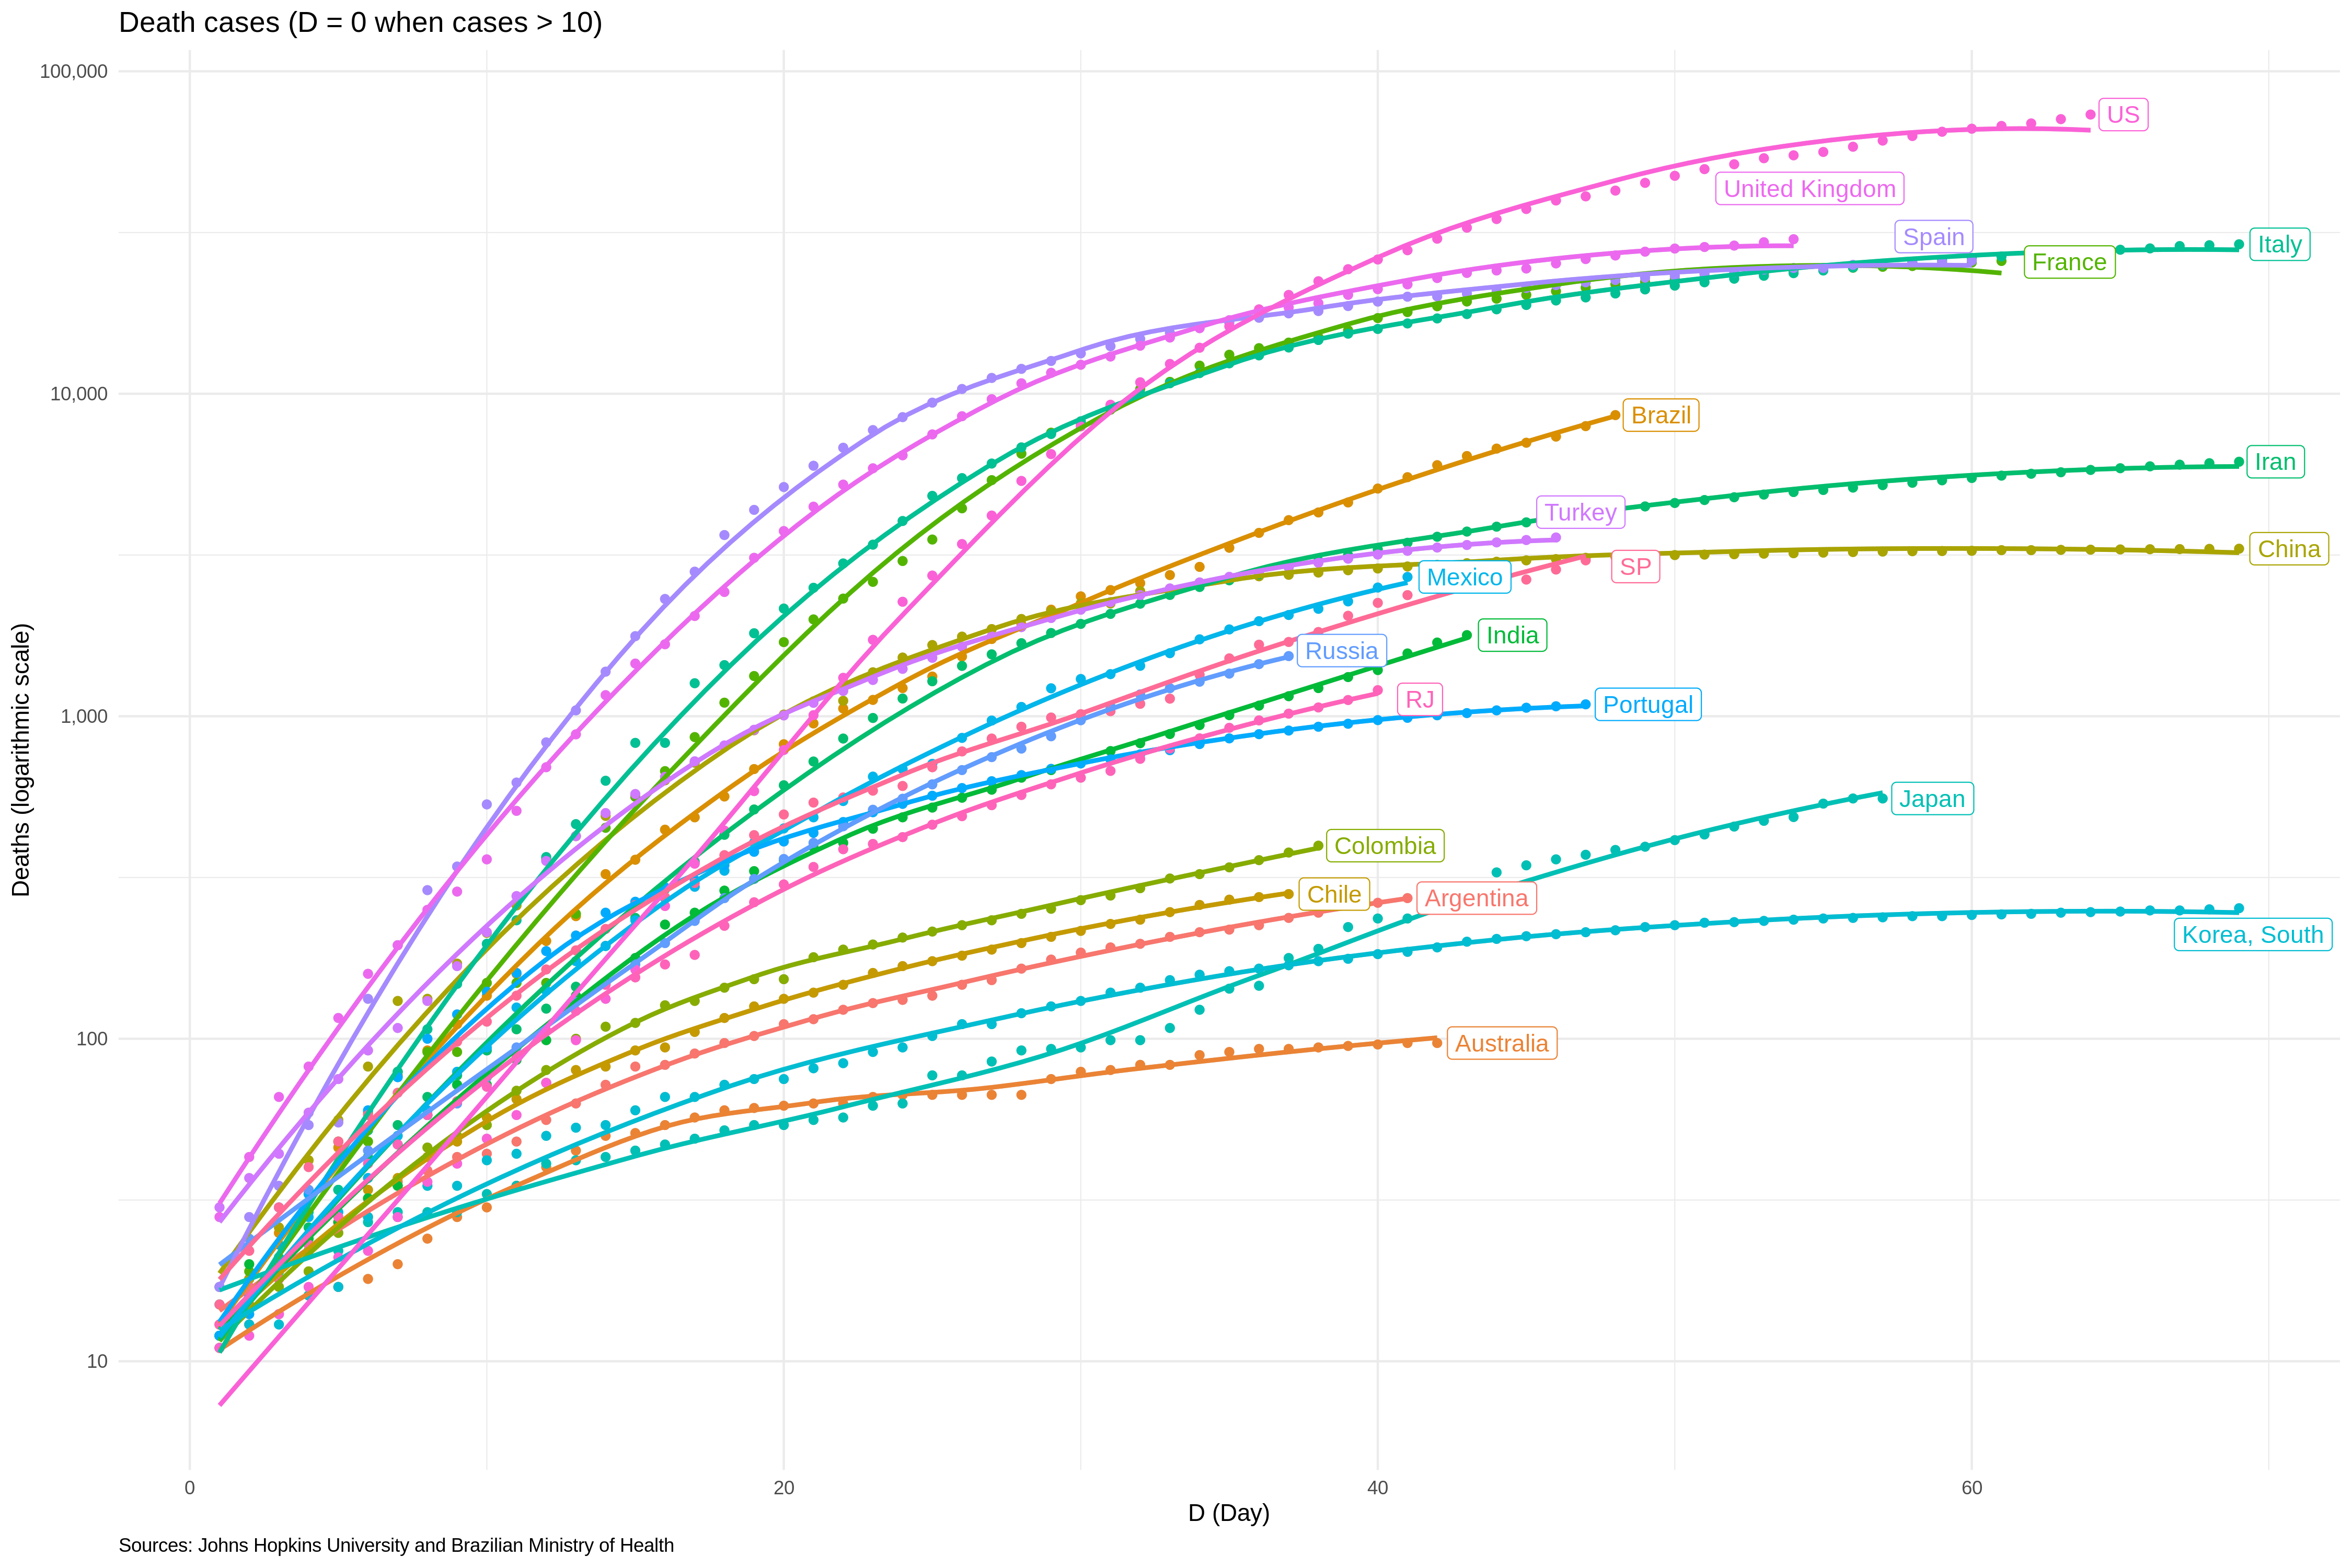 Death cases (D = 0 when cases > 10)
100,000
US
United Kingdom
Spain
Italy
France
10,000
Brazil
Iran
Turkey
China
SP
Mexico
India
Russia
RJ
Portugal
1,000
Japan
Colombia
Chile
Argentina
Korea, South
100
Australia
10
Deaths (logarithmic scale)
0
20
40
60
D (Day)
Sources: Johns Hopkins University and Brazilian Ministry of Health